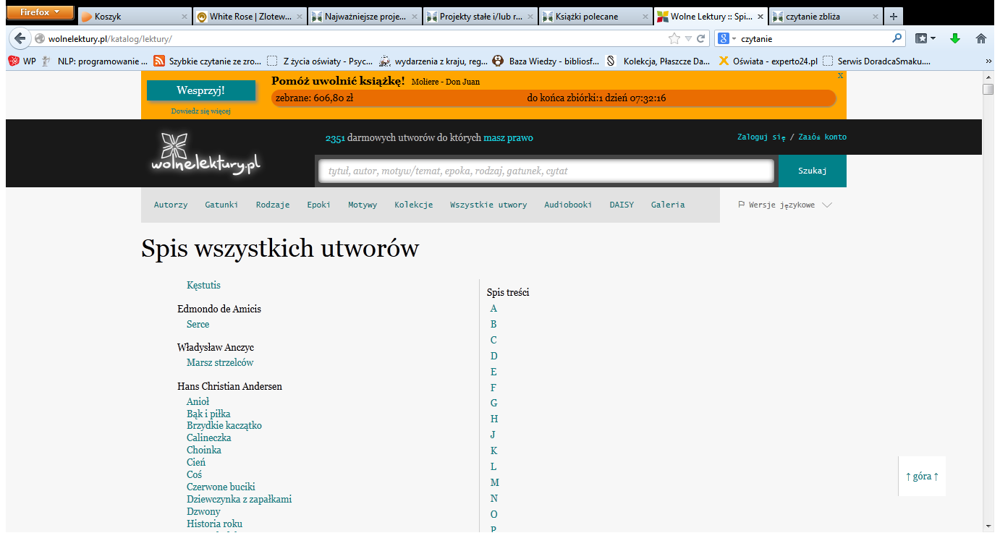 Firefox
Koszyk
White Rose | Zlotew...
Najważniejsze proje...
Projekty stałe i/lub r...
Książki polecane
Wolne Lektury :: Spi...
czytanie zbliża
wolnelektury.pl/katalog/lektury/
8
czytanie
WP
NLP: programowanie ...
Szybkie czytanie ze zro...
Z życia oświaty - Psyc...
wydarzenia z kraju, reg...
Baza Wiedzy - bibliosf...
Kolekcja, Płaszcze Da...
Oświata - experto24.pl
Serwis DoradcaSmaku....
Wesprzyj!
Dowiedz się więcej
Pomóż uwolnić książkę! Moliere - Don Juan
x
zebrane: 606,80 zł
do końca zbiórki:1 dzień 07:32:16
wolnelektury.pl
2351 darmowych utworów do których masz prawo
Zaloguj się / Załóż konto
tytuł, autor, motyw/temat, epoka, rodzaj, gatunek, cytat
Szukaj
Autorzy Gatunki Rodzaje Epoki Motywy Kolekcje Wszystkie utwory Audiobooki DAISY Galeria
Wersje językowe
Spis wszystkich utworów
Kęstutis
Edmondo de Amicis
Serce
Władysław Anczyc
Marsz strzelców
Hans Christian Andersen
Anioł
Bąk i piłka
Brzydkie kaczątko
Calineczka
Choinka
Cień
Coś
Czerwone buciki
Dziewczynka z zapałkami
Dzwony
Historia roku
Spis treści
A
B
C
D
E
F
G
H
J
K
L
M
N
O
P
↑ góra ↑